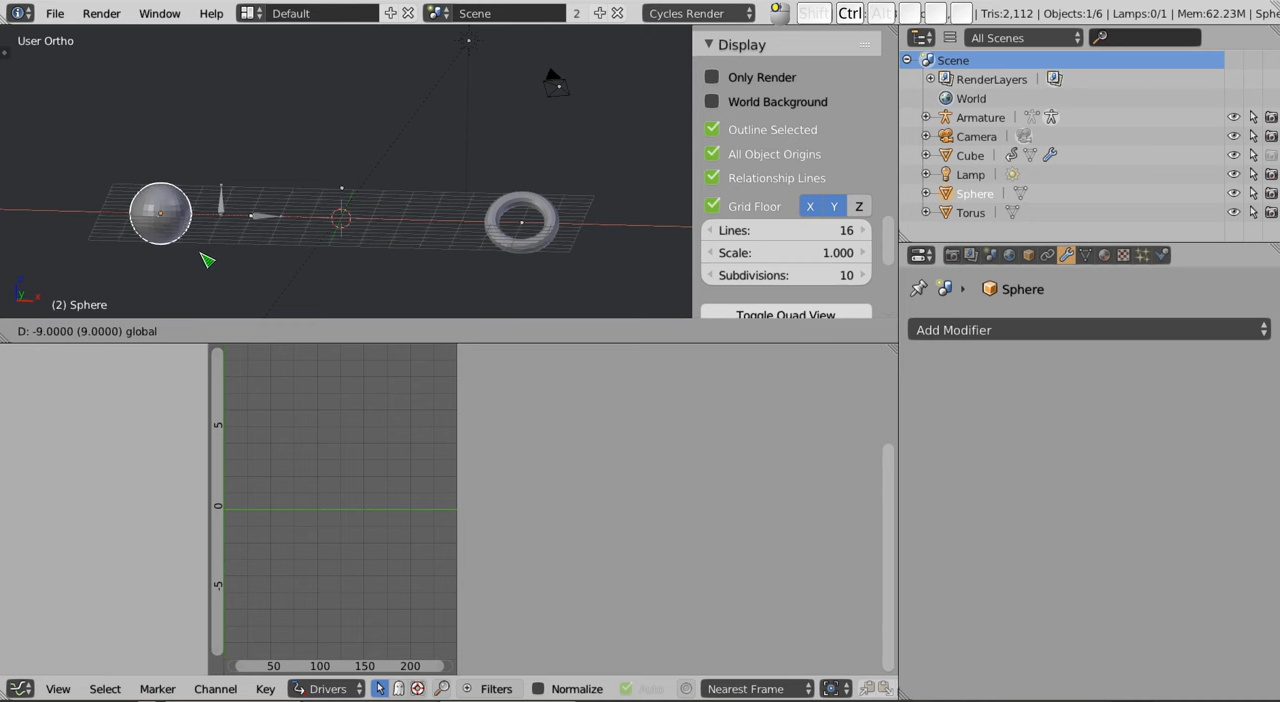 File Render Window Help Default Scene 2 Cycles Render Shift Ctrl Alt Tris:2,112 | Objects:1/6 | Lamps:0/1 | Mem:62.23M | Sphe
User Ortho
Display
Only Render
World Background
Outline Selected
All Object Origins
Relationship Lines
Grid Floor X Y Z
Lines: 16
Scale: 1.000
Subdivisions: 10
Toggle Quad View
x
y
(2) Sphere
All Scenes
Scene
RenderLayers |
World
Armature |
Camera |
Cube |
Lamp |
Sphere |
Torus |
Sphere
Add Modifier
D: -9.0000 (9.0000) global
5
0
-5
50 100 150 200
View Select Marker Channel Key Drivers Filters Normalize Auto Nearest Frame